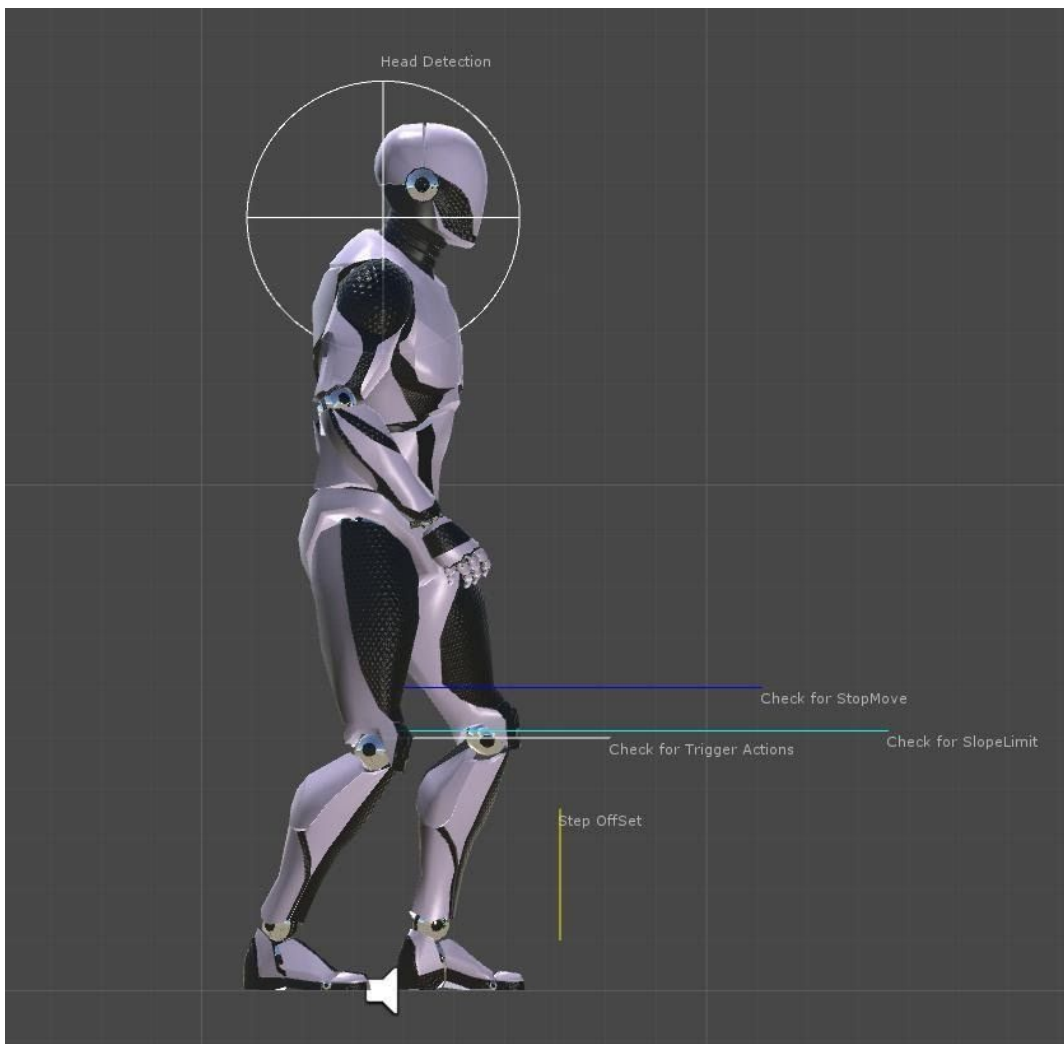 Head Detection
Check for StopMove
Check for SlopeLimit
Check for Trigger Actions
Step OffSet